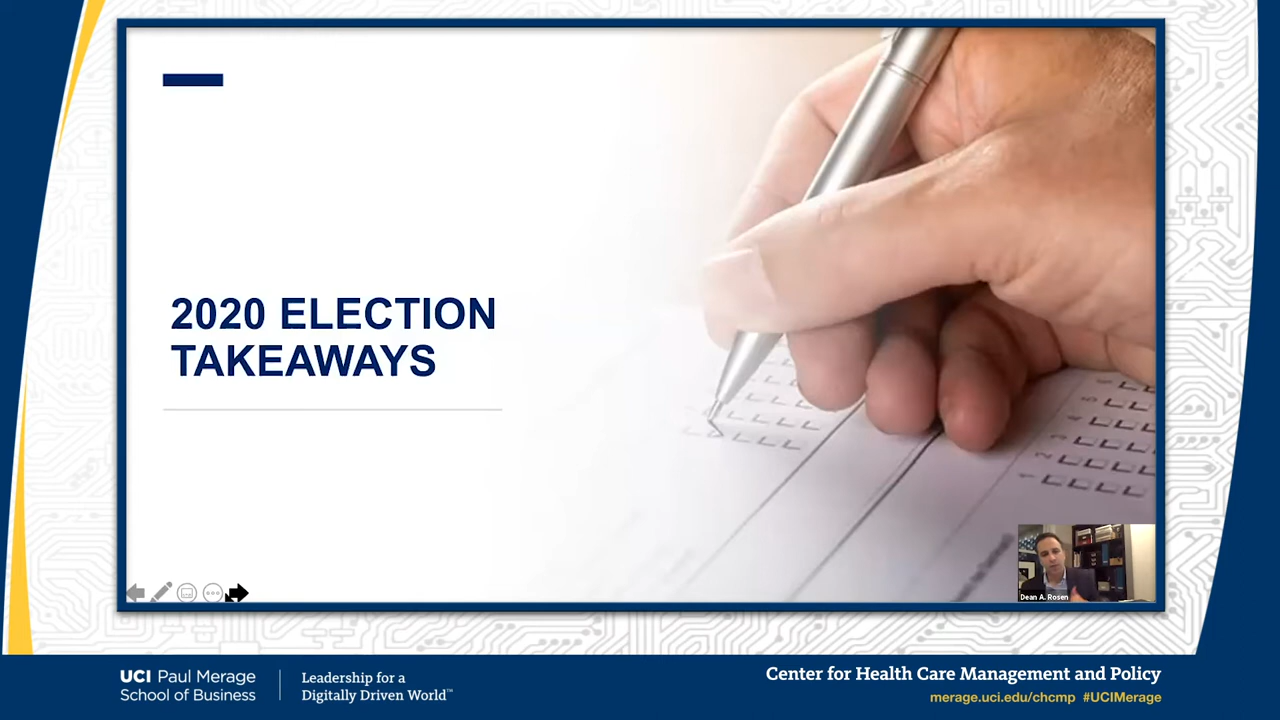 2020 ELECTION
TAKEAWAYS
Dean A. Rosen
UCI Paul Merage
School of Business
Leadership for a
Digitally Driven World™
Center for Health Care Management and Policy
merage.uci.edu/chcmp #UCIMerage